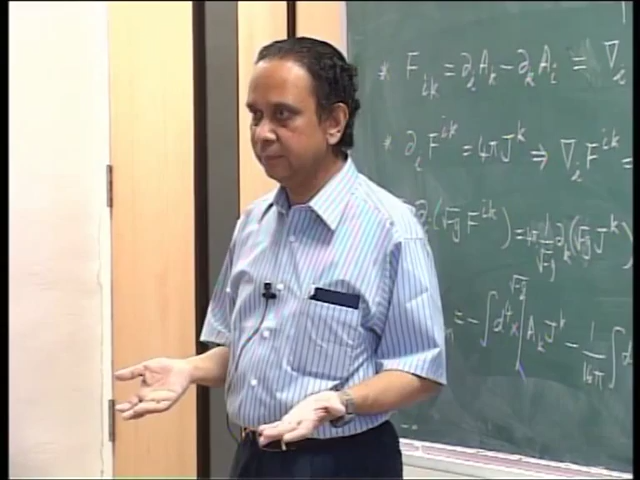 * F_{ik} = ∂_i A_k - ∂_k A_i = ∇_i
* ∂_i F^{ik} = 4π J^k ⇒ ∇_i F^{ik} =
∂_i (√-g F^{ik}) = 4π 1/√-g ∂_k (√-g J^k)
= - ∫ d^4x √-g A_k J^k - 1/16π ∫ d